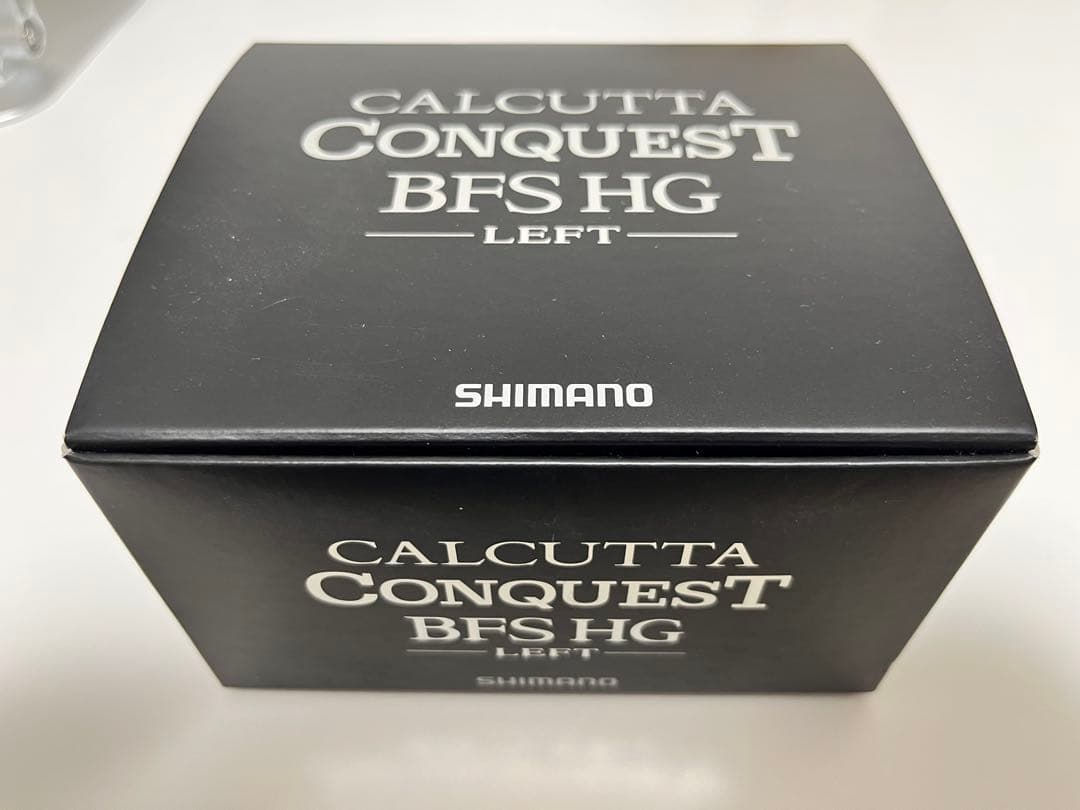 CALCUTTA
CONQUEST
BFS HG
LEFT
SHIMANO
CALCUTTA
CONQUEST
BFS HG
LEFT
SHIMANO